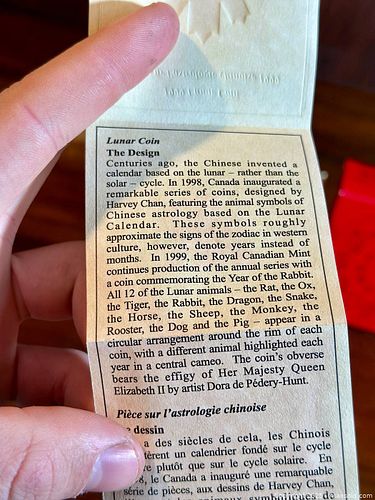 Lunar Coin
The Design
Centuries ago, the Chinese invented a
calendar based on the lunar – rather than the
solar – cycle. In 1998, Canada inaugurated a
remarkable series of coins, designed by
Harvey Chan, featuring the animal symbols of
Chinese astrology based on the Lunar
Calendar. These symbols roughly
approximate the signs of the zodiac in western
culture, however, denote years instead of
months. In 1999, the Royal Canadian Mint
continues production of the annual series with
a coin commemorating the Year of the Rabbit.
All 12 of the Lunar animals – the Rat, the Ox,
the Tiger, the Rabbit, the Dragon, the Snake,
the Horse, the Sheep, the Monkey, the
Rooster, the Dog and the Pig – appear in a
circular arrangement around the rim of each
coin, with a different animal highlighted each
year in a central cameo. The coin's obverse
bears the effigy of Her Majesty Queen
Elizabeth II by artist Dora de Pédery-Hunt.
Pièce sur l'astrologie chinoise
dessin
a des siècles de cela, les Chinois
un calendrier fondé sur le cycle
plutôt que sur le cycle solaire. En
le Canada a inauguré une remarquable
série de pièces, aux dessins de Harvey Chan,
animaux symboliques de